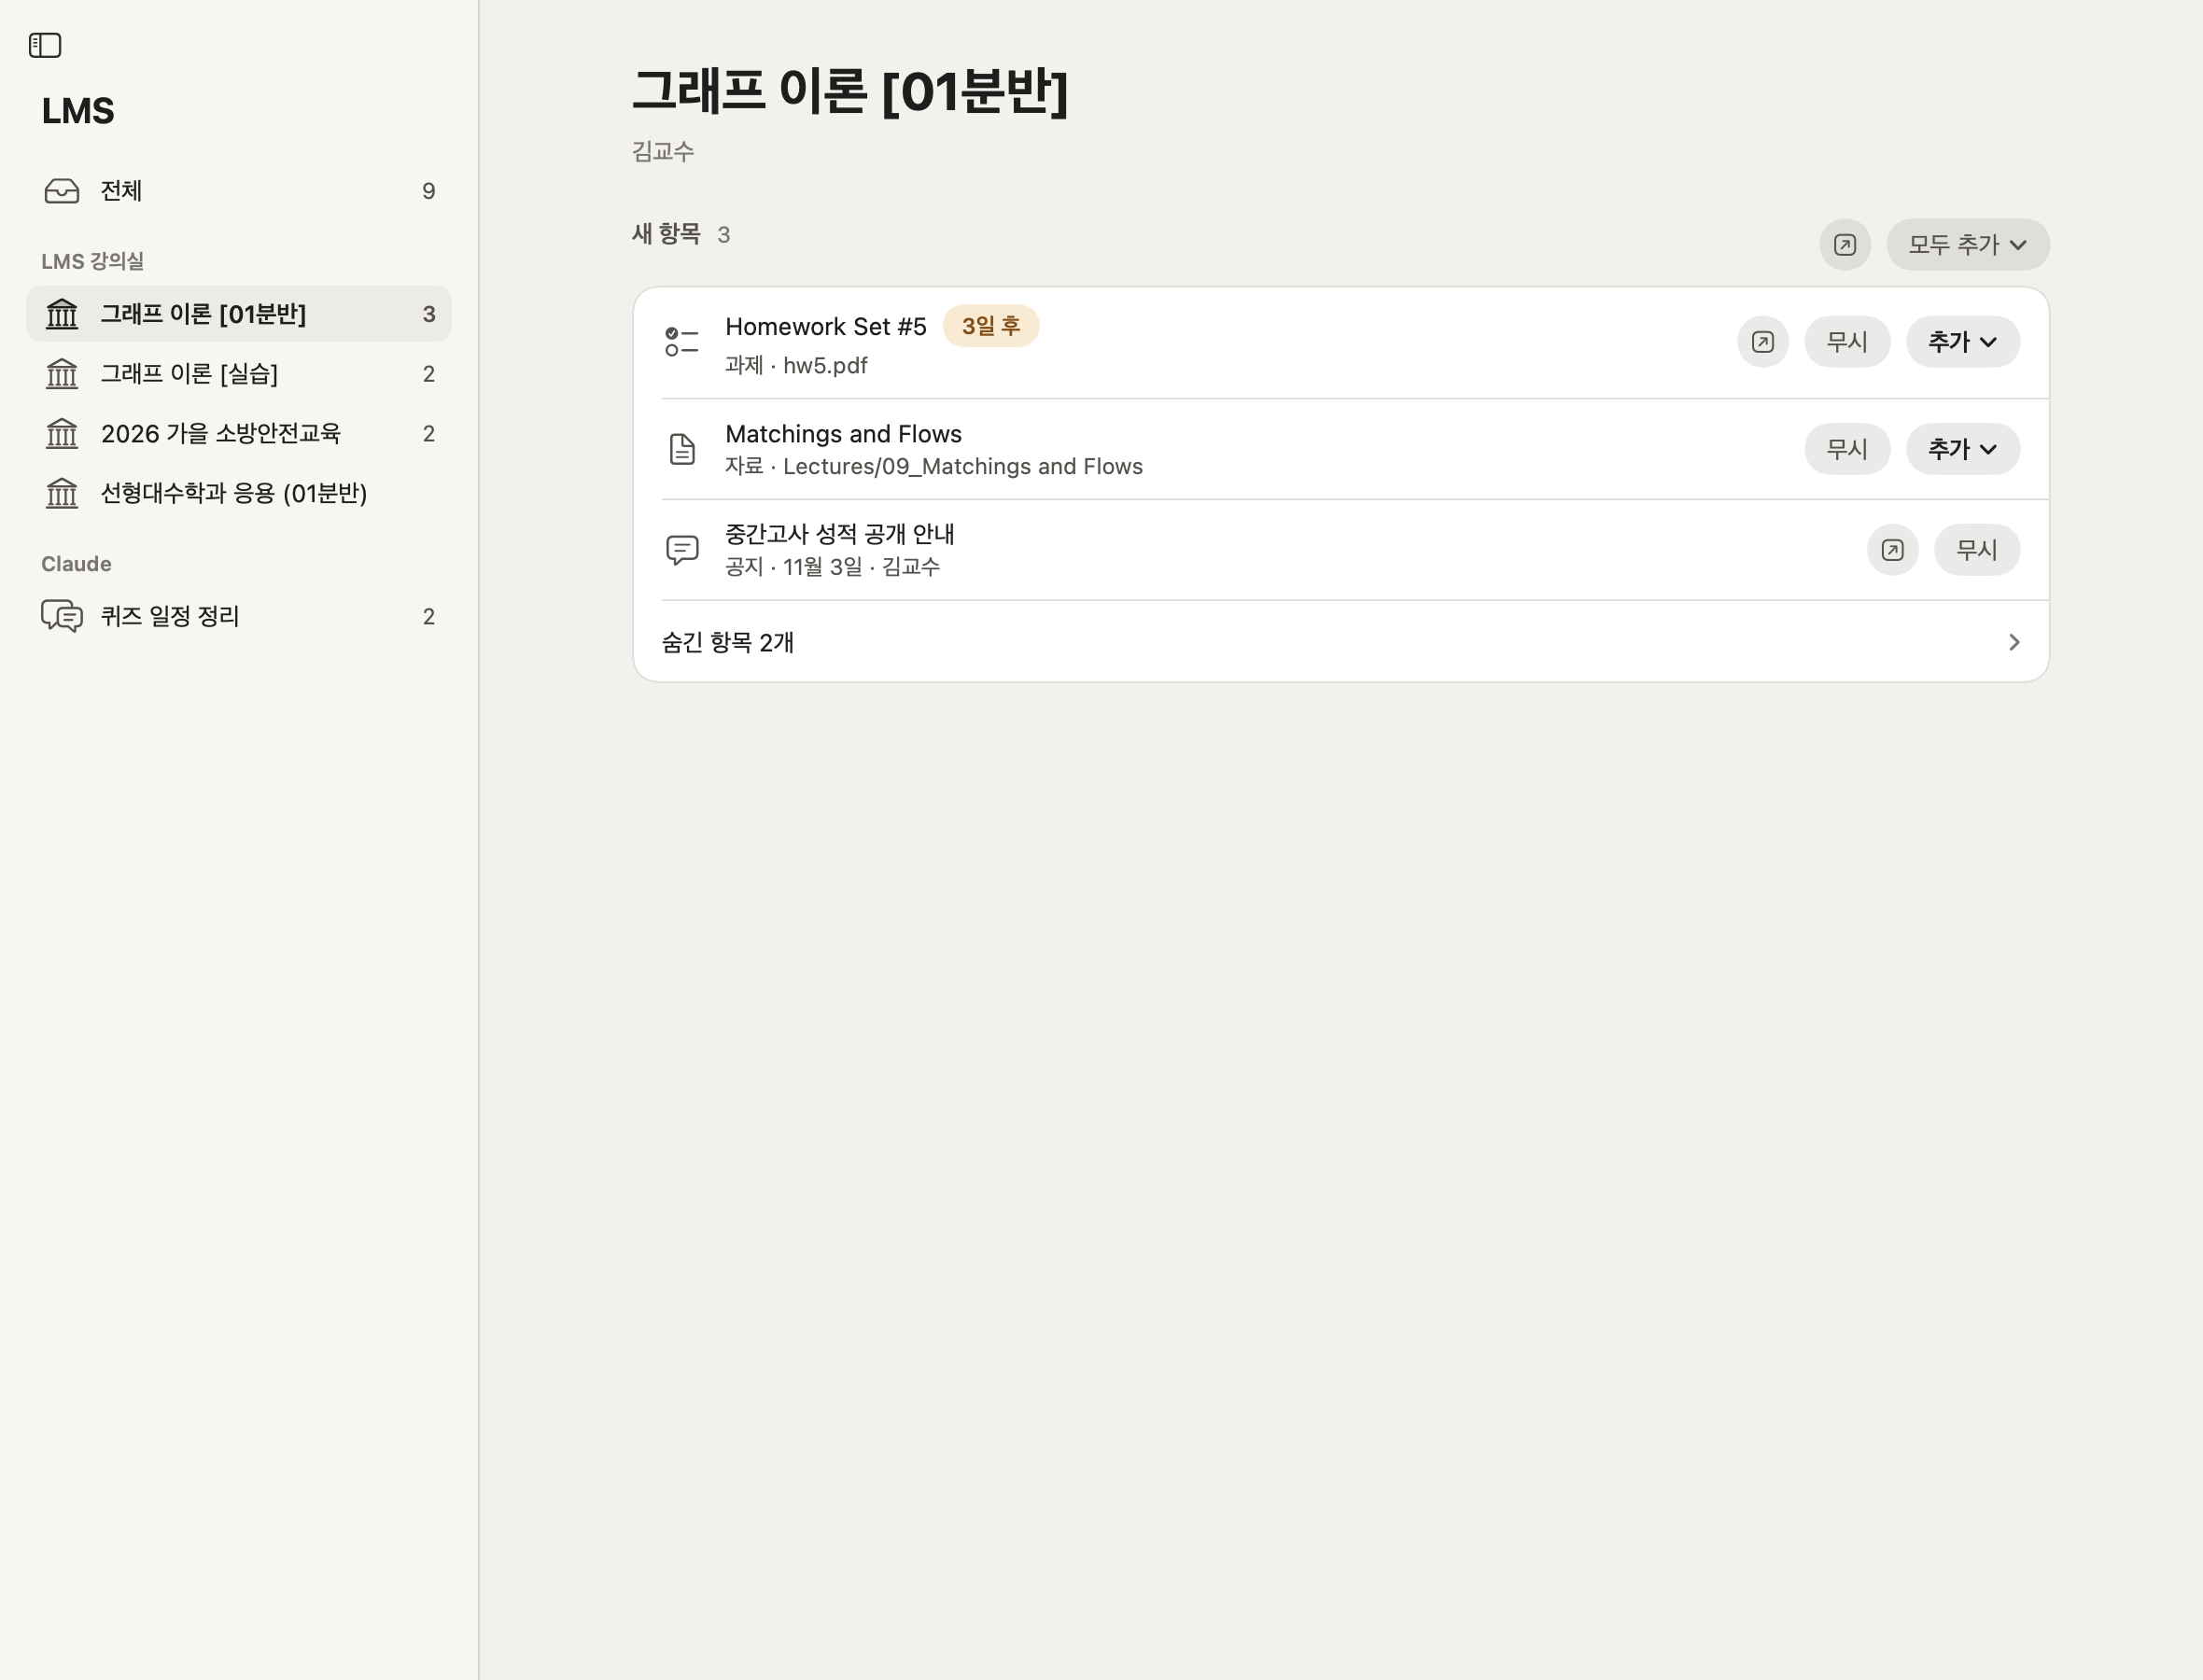 LMS
전체 9
LMS 강의실
그래프 이론 [01분반] 3
그래프 이론 [실습] 2
2026 가을 소방안전교육 2
선형대수학과 응용 (01분반)
Claude
퀴즈 일정 정리 2
그래프 이론 [01분반]
김교수
새 항목 3
모두 추가
Homework Set #5 3일 후
과제 · hw5.pdf
무시 추가
Matchings and Flows
자료 · Lectures/09_Matchings and Flows
무시 추가
중간고사 성적 공개 안내
공지 · 11월 3일 · 김교수
무시
숨긴 항목 2개